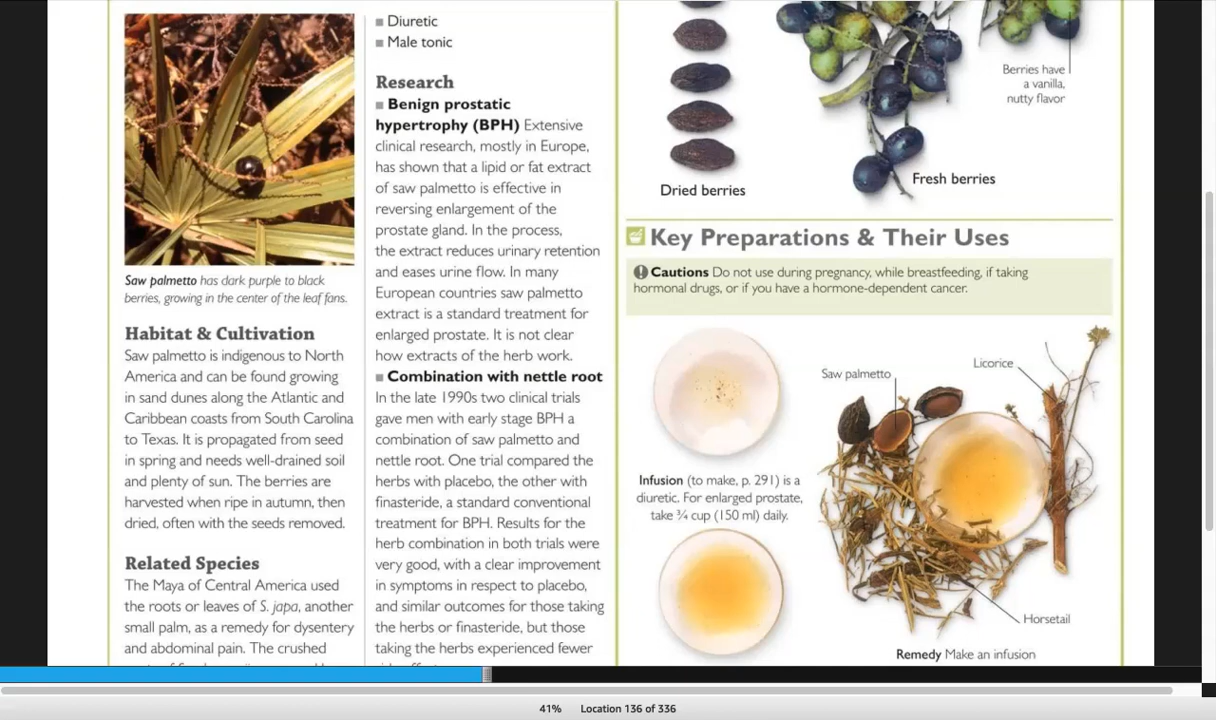 Saw palmetto has dark purple to black
berries, growing in the center of the leaf fans.
Habitat & Cultivation
Saw palmetto is indigenous to North
America and can be found growing
in sand dunes along the Atlantic and
Caribbean coasts from South Carolina
to Texas. It is propagated from seed
in spring and needs well-drained soil
and plenty of sun. The berries are
harvested when ripe in autumn, then
dried, often with the seeds removed.
Related Species
The Maya of Central America used
the roots or leaves of S. japa, another
small palm, as a remedy for dysentery
and abdominal pain. The crushed
■ Diuretic
■ Male tonic
Research
■ Benign prostatic
hypertrophy (BPH) Extensive
clinical research, mostly in Europe,
has shown that a lipid or fat extract
of saw palmetto is effective in
reversing enlargement of the
prostate gland. In the process,
the extract reduces urinary retention
and eases urine flow. In many
European countries saw palmetto
extract is a standard treatment for
enlarged prostate. It is not clear
how extracts of the herb work.
■ Combination with nettle root
In the late 1990s two clinical trials
gave men with early stage BPH a
combination of saw palmetto and
nettle root. One trial compared the
herbs with placebo, the other with
finasteride, a standard conventional
treatment for BPH. Results for the
herb combination in both trials were
very good, with a clear improvement
in symptoms in respect to placebo,
and similar outcomes for those taking
the herbs or finasteride, but those
taking the herbs experienced fewer
Berries have
a vanilla,
nutty flavor
Dried berries
Fresh berries
Key Preparations & Their Uses
! Cautions Do not use during pregnancy, while breastfeeding, if taking
hormonal drugs, or if you have a hormone-dependent cancer.
Saw palmetto
Licorice
Infusion (to make, p. 291) is a
diuretic. For enlarged prostate,
take ¾ cup (150 ml) daily.
Horsetail
Remedy Make an infusion
41% Location 136 of 336